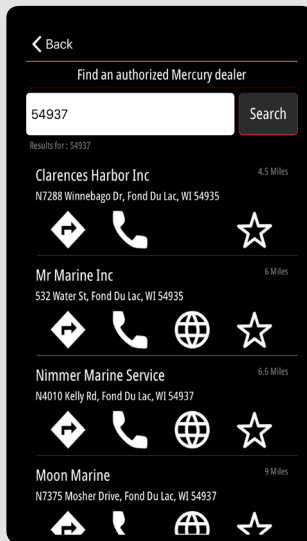 Back
Find an authorized Mercury dealer
54937
Search
Results for : 54937
Clarences Harbor Inc
4.5 Miles
N7288 Winnebago Dr, Fond Du Lac, WI 54935
Mr Marine Inc
6 Miles
532 Water St, Fond Du Lac, WI 54935
Nimmer Marine Service
6.6 Miles
N4010 Kelly Rd, Fond Du Lac, WI 54937
Moon Marine
9 Miles
N7375 Mosher Drive, Fond Du Lac, WI 54937